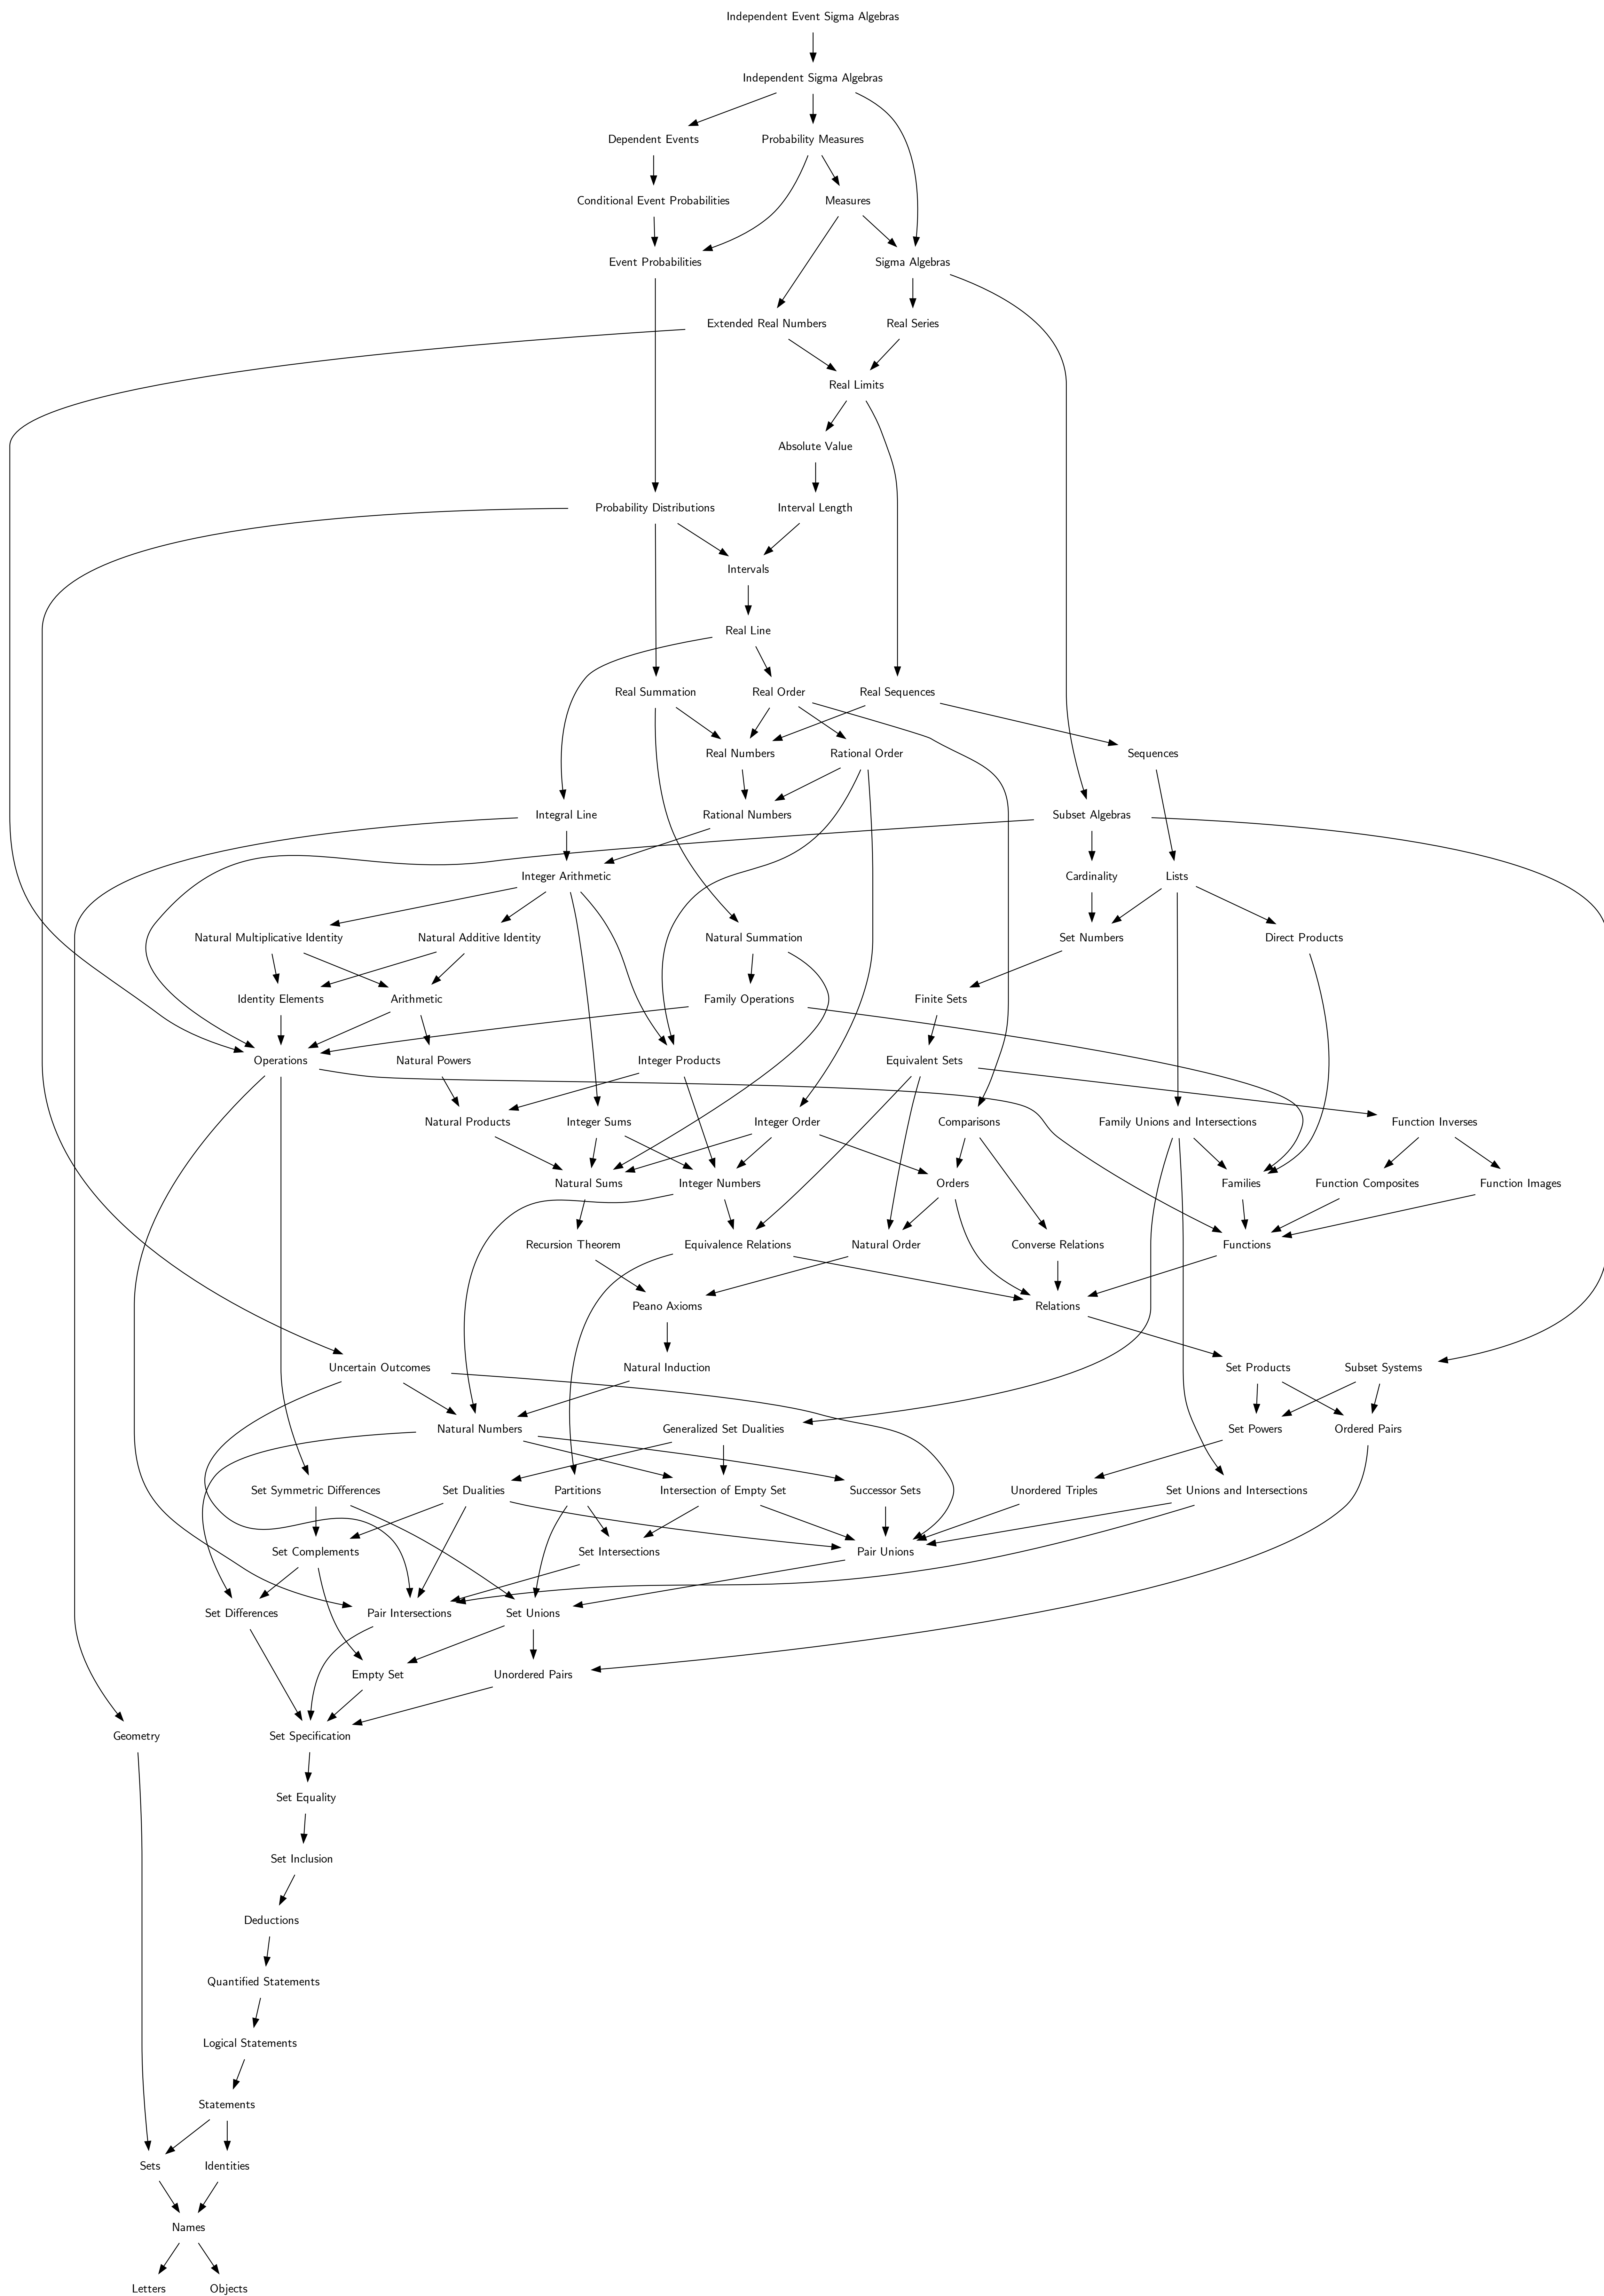 Independent Event Sigma Algebras
Independent Sigma Algebras
Dependent Events
Probability Measures
Conditional Event Probabilities
Measures
Event Probabilities
Sigma Algebras
Extended Real Numbers
Real Series
Real Limits
Absolute Value
Probability Distributions
Interval Length
Intervals
Real Line
Real Summation
Real Order
Real Sequences
Real Numbers
Rational Order
Sequences
Integral Line
Rational Numbers
Subset Algebras
Integer Arithmetic
Cardinality
Lists
Natural Multiplicative Identity
Natural Additive Identity
Natural Summation
Set Numbers
Direct Products
Identity Elements
Arithmetic
Family Operations
Finite Sets
Operations
Natural Powers
Integer Products
Equivalent Sets
Natural Products
Integer Sums
Integer Order
Comparisons
Family Unions and Intersections
Function Inverses
Natural Sums
Integer Numbers
Orders
Families
Function Composites
Function Images
Recursion Theorem
Equivalence Relations
Natural Order
Converse Relations
Functions
Peano Axioms
Relations
Uncertain Outcomes
Natural Induction
Set Products
Subset Systems
Natural Numbers
Generalized Set Dualities
Set Powers
Ordered Pairs
Set Symmetric Differences
Set Dualities
Partitions
Intersection of Empty Set
Successor Sets
Unordered Triples
Set Unions and Intersections
Set Complements
Set Intersections
Pair Unions
Set Differences
Pair Intersections
Set Unions
Empty Set
Unordered Pairs
Geometry
Set Specification
Set Equality
Set Inclusion
Deductions
Quantified Statements
Logical Statements
Statements
Sets
Identities
Names
Letters
Objects